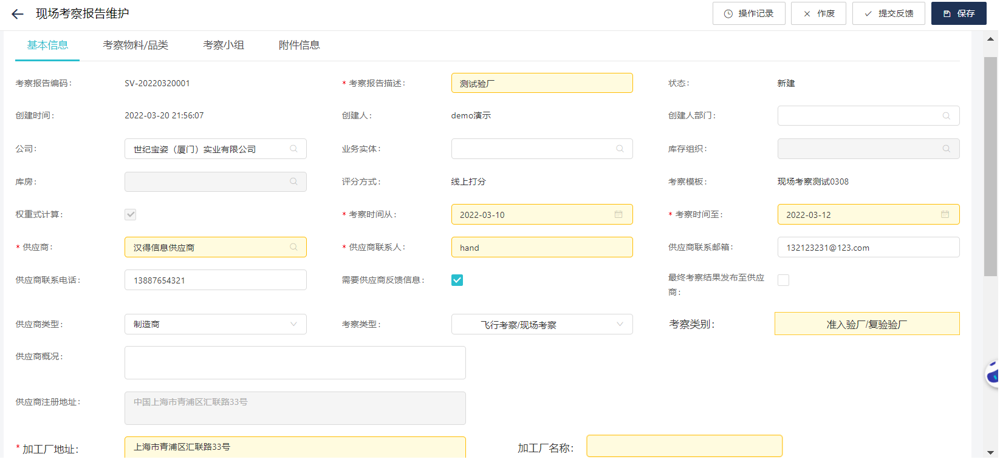 现场考察报告维护
操作记录
作废
提交反馈
保存
基本信息
考察物料/品类
考察小组
附件信息
考察报告编码： SV-20220320001
* 考察报告描述： 测试验厂
状态： 新建
创建时间： 2022-03-20 21:56:07
创建人： demo演示
创建人部门：
公司： 世纪宝姿（厦门）实业有限公司
业务实体：
库存组织：
库房：
评分方式： 线上打分
考察模板： 现场考察测试0308
权重式计算：
* 考察时间从： 2022-03-10
* 考察时间至： 2022-03-12
* 供应商： 汉得信息供应商
* 供应商联系人： hand
供应商联系邮箱： 132123231@123.com
供应商联系电话： 13887654321
需要供应商反馈信息：
最终考察结果发布至供应
商：
供应商类型： 制造商
考察类型： 飞行考察/现场考察
考察类别： 准入验厂/复验验厂
供应商概况：
供应商注册地址： 中国上海市青浦区汇联路33号
* 加工厂地址： 上海市青浦区汇联路33号
加工厂名称：